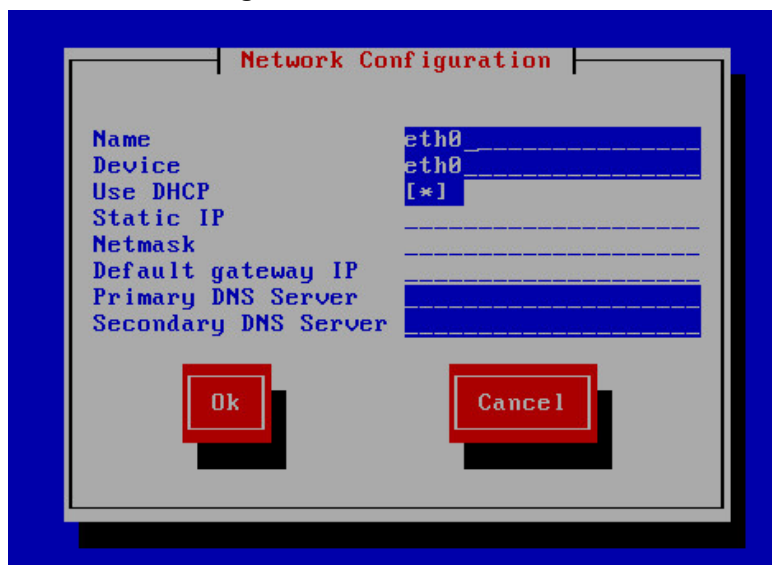 Network Configuration
Name eth0
Device eth0
Use DHCP [*]
Static IP
Netmask
Default gateway IP
Primary DNS Server
Secondary DNS Server
Ok Cancel